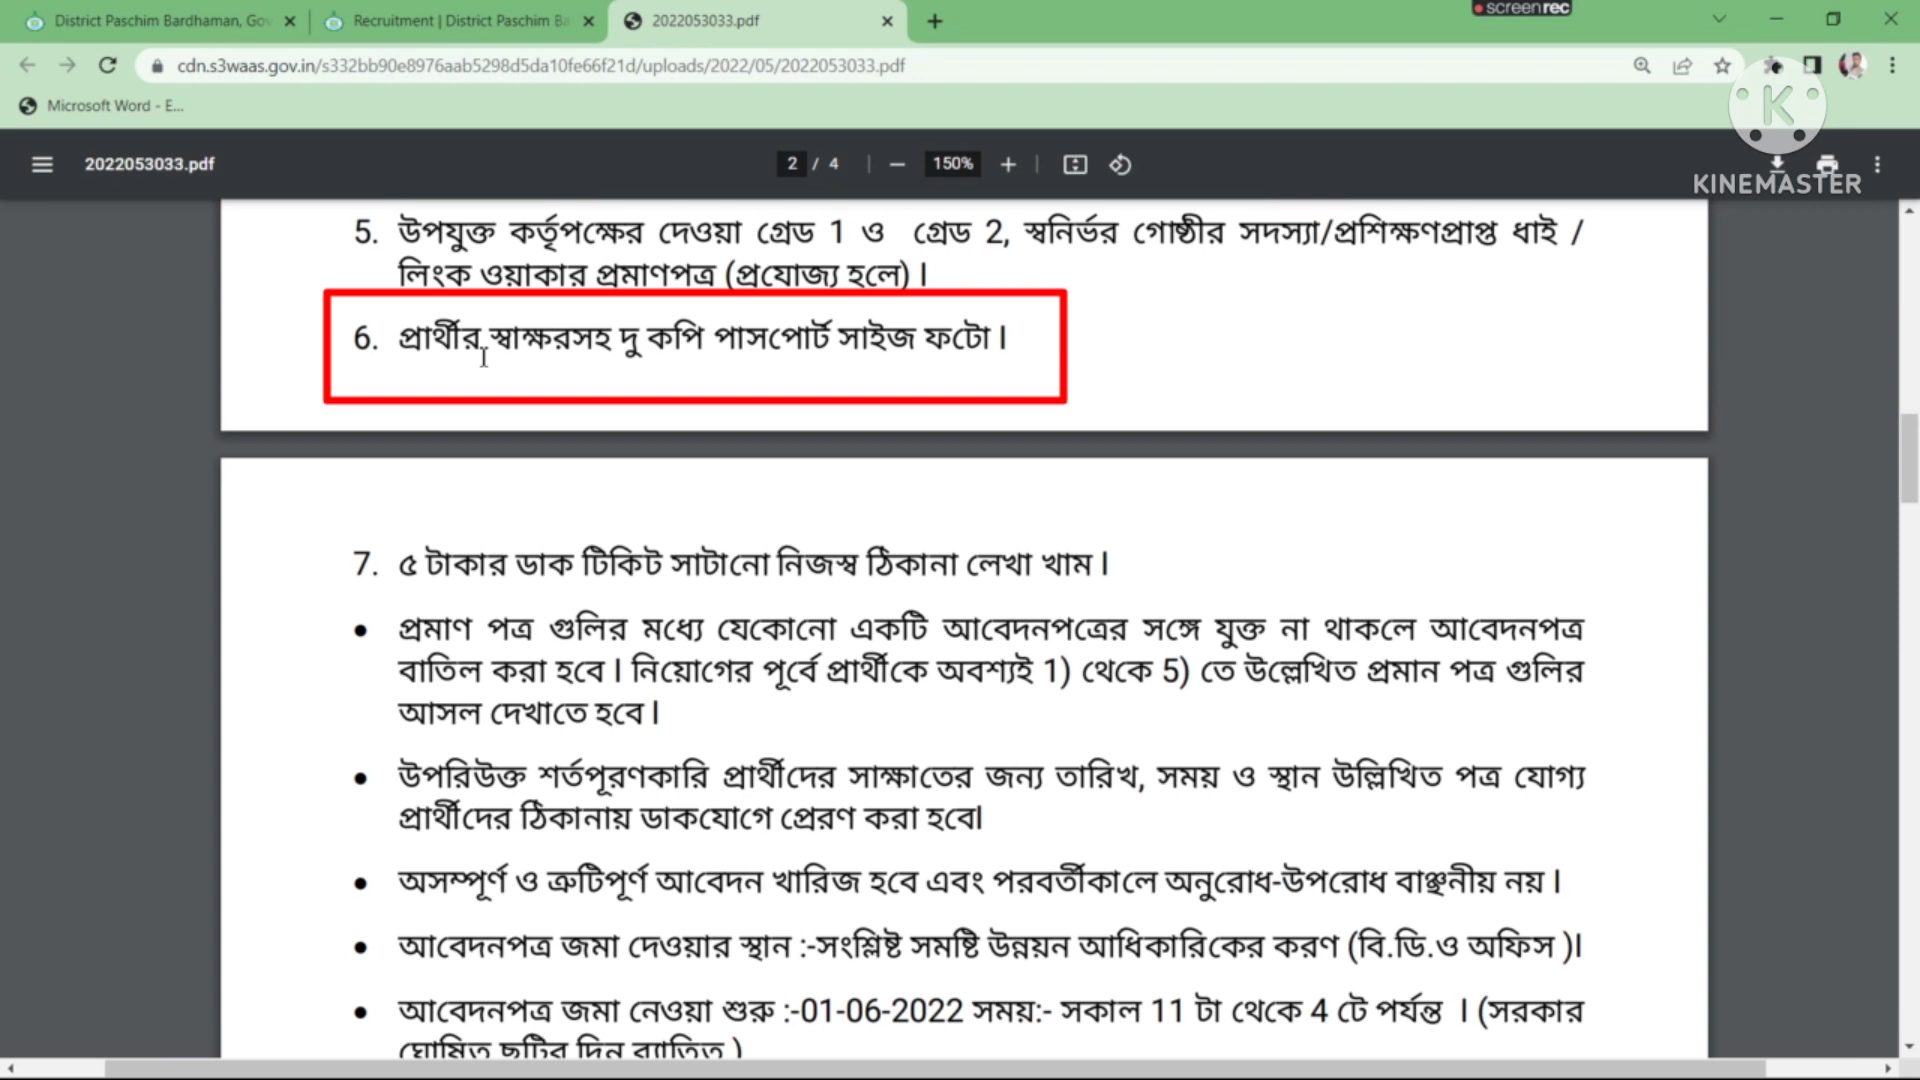 screenrec
District Paschim Bardhaman, Gov
Recruitment | District Paschim Ba
2022053033.pdf
cdn.s3waas.gov.in/s332bb90e8976aab5298d5da10fe66f21d/uploads/2022/05/2022053033.pdf
Microsoft Word - E...
K
KINEMASTER
2022053033.pdf
2 / 4
150%
5. উপযুক্ত কর্তৃপক্ষের দেওয়া গ্রেড 1 ও গ্রেড 2, স্বনির্ভর গোষ্ঠীর সদস্যা/প্রশিক্ষণপ্রাপ্ত ধাই /
লিংক ওয়াকার প্রমাণপত্র (প্রযোজ্য হলে) ।
6. প্রার্থীর স্বাক্ষরসহ দু কপি পাসপোর্ট সাইজ ফটো ।
7. ৫ টাকার ডাক টিকিট সাটানো নিজস্ব ঠিকানা লেখা খাম ।
• প্রমাণ পত্র গুলির মধ্যে যেকোনো একটি আবেদনপত্রের সঙ্গে যুক্ত না থাকলে আবেদনপত্র
বাতিল করা হবে । নিয়োগের পূর্বে প্রার্থীকে অবশ্যই 1) থেকে 5) তে উল্লেখিত প্রমান পত্র গুলির
আসল দেখাতে হবে ।
• উপরিউক্ত শর্তপূরণকারি প্রার্থীদের সাক্ষাতের জন্য তারিখ, সময় ও স্থান উল্লিখিত পত্র যোগ্য
প্রার্থীদের ঠিকানায় ডাকযোগে প্রেরণ করা হবে।
• অসম্পূর্ণ ও ত্রুটিপূর্ণ আবেদন খারিজ হবে এবং পরবর্তীকালে অনুরোধ-উপরোধ বাঞ্ছনীয় নয় ।
• আবেদনপত্র জমা দেওয়ার স্থান :-সংশ্লিষ্ট সমষ্টি উন্নয়ন আধিকারিকের করণ (বি.ডি.ও অফিস )।
• আবেদনপত্র জমা নেওয়া শুরু :-01-06-2022 সময়:- সকাল 11 টা থেকে 4 টে পর্যন্ত । (সরকার
ঘোষিত ছুটির দিন ব্যাতিত )